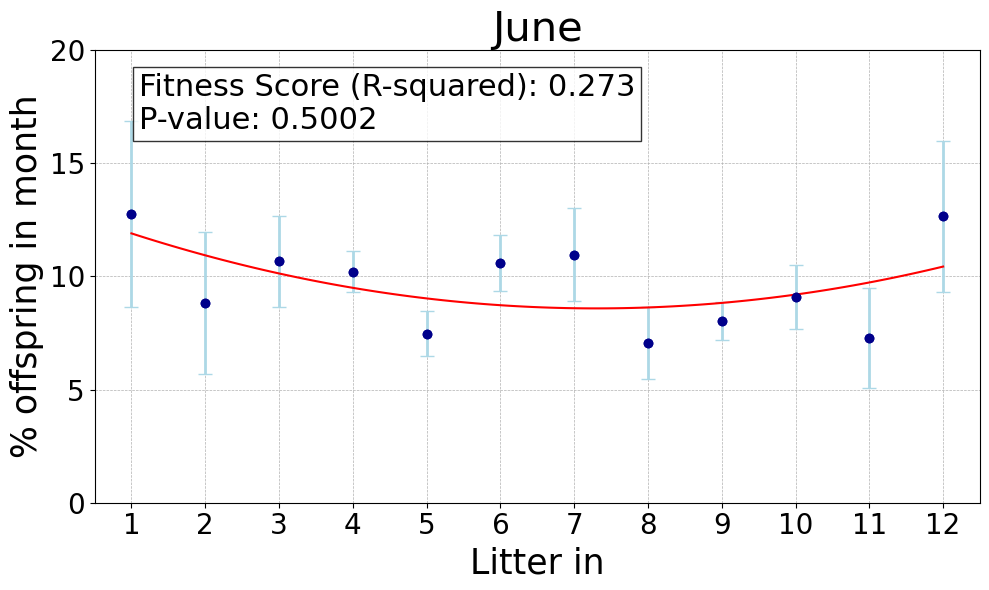 June
Fitness Score (R-squared): 0.273
P-value: 0.5002
% offspring in month
20
15
10
5
0
1 2 3 4 5 6 7 8 9 10 11 12
Litter in